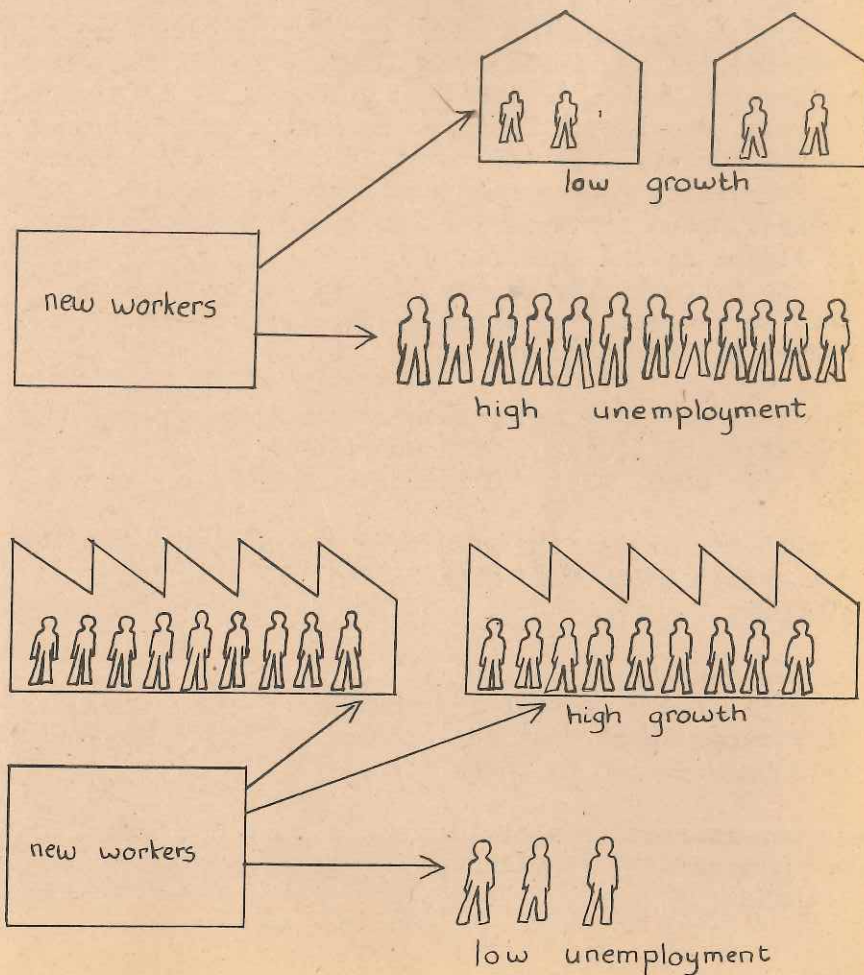 low growth
new workers
high unemployment
high growth
new workers
low unemployment